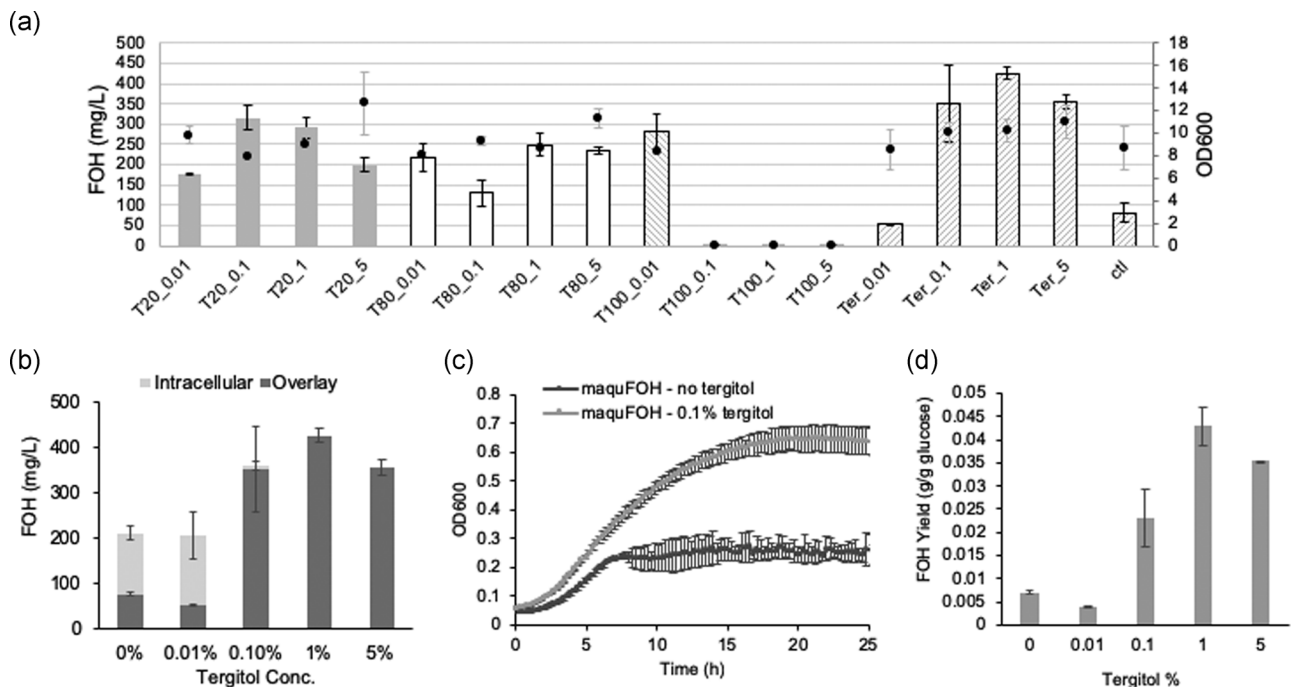 (a)
500
450
400
350
300
250
200
150
100
50
0
FOH (mg/L)
18
16
14
12
10
8
6
4
2
0
OD600
T20_0.01
T20_0.1
T20_1
T20_5
T80_0.01
T80_0.1
T80_1
T80_5
T100_0.01
T100_0.1
T100_1
T100_5
Ter_0.01
Ter_0.1
Ter_1
Ter_5
ctl
(b)
Intracellular Overlay
500
400
300
200
100
0
FOH (mg/L)
0% 0.01% 0.10% 1% 5%
Tergitol Conc.
(c)
maquFOH - no tergitol
maquFOH - 0.1% tergitol
0.8
0.7
0.6
0.5
0.4
0.3
0.2
0.1
0
OD600
0 5 10 15 20 25
Time (h)
(d)
0.05
0.045
0.04
0.035
0.03
0.025
0.02
0.015
0.01
0.005
0
FOH Yield (g/g glucose)
0 0.01 0.1 1 5
Tergitol %